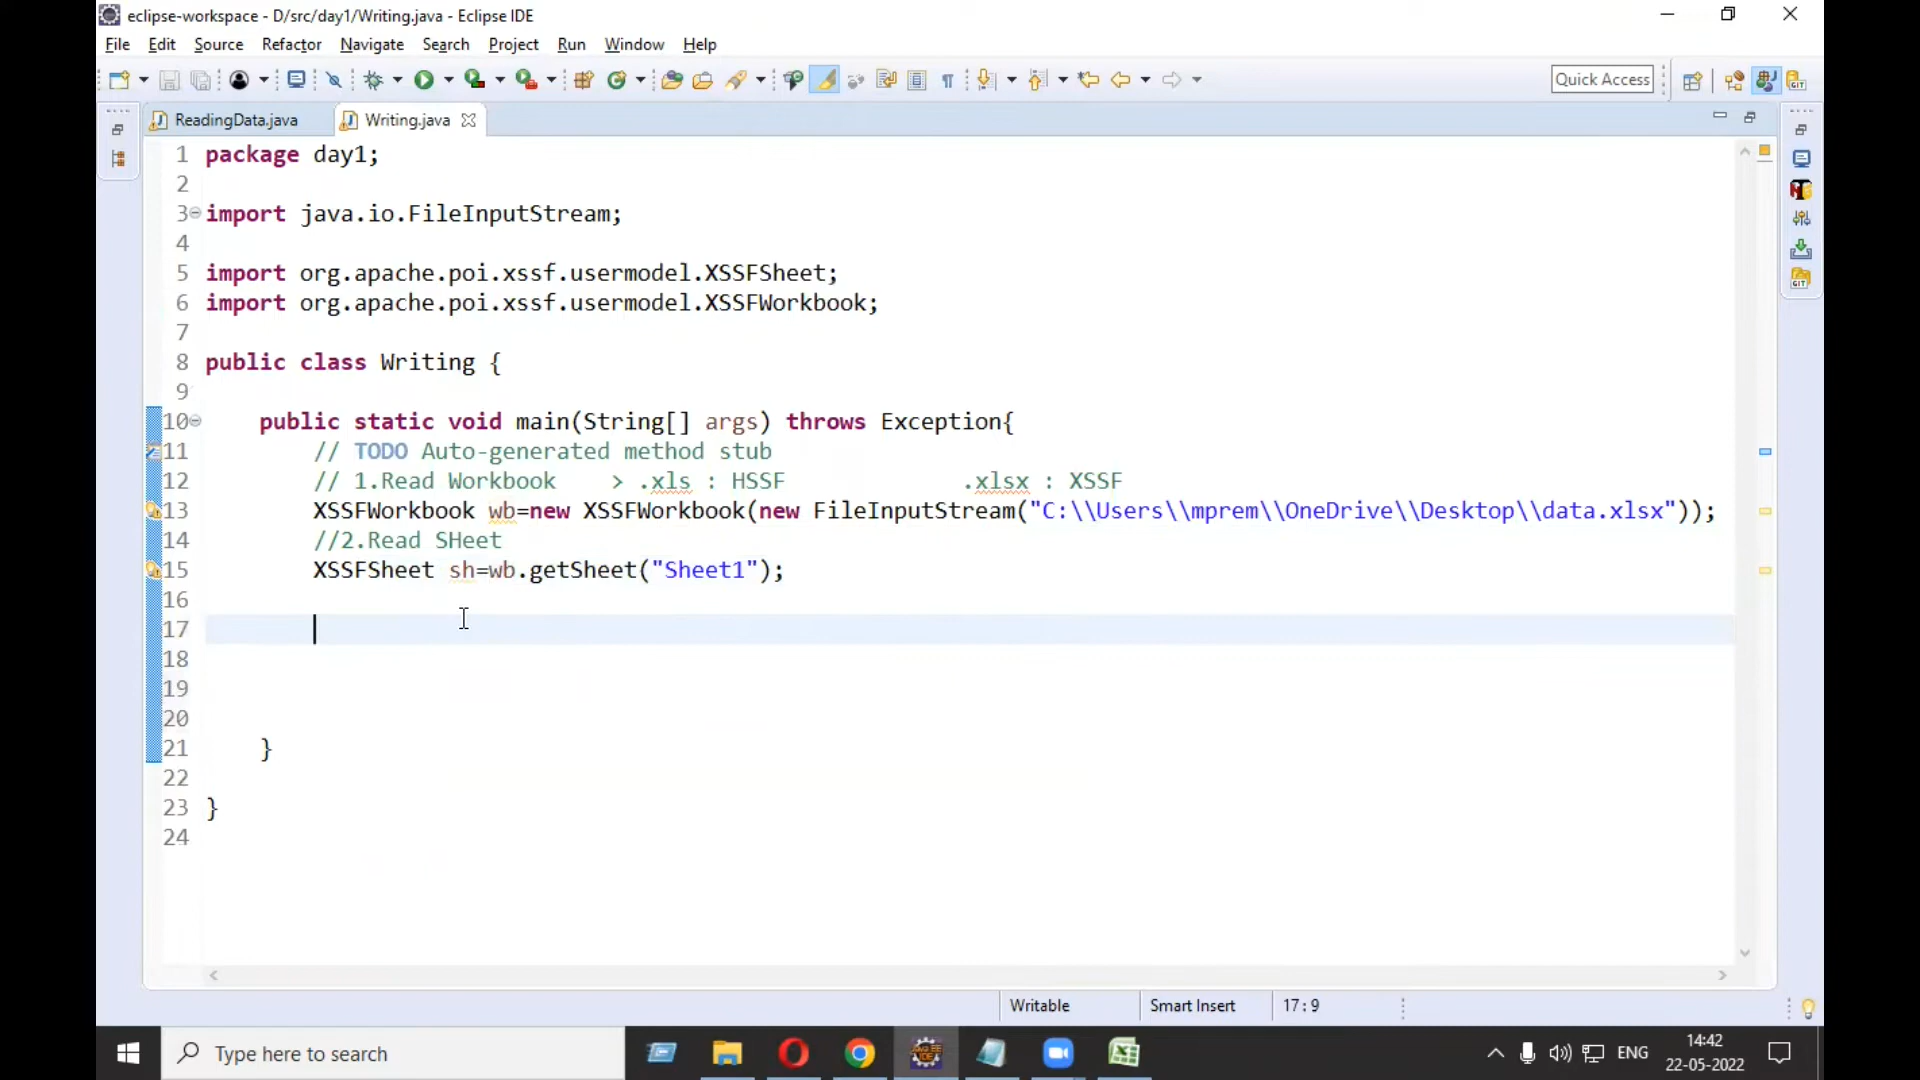 eclipse-workspace - D/src/day1/Writing.java - Eclipse IDE
File Edit Source Refactor Navigate Search Project Run Window Help
Quick Access
ReadingData.java Writing.java
1 package day1;
2
3 import java.io.FileInputStream;
4
5 import org.apache.poi.xssf.usermodel.XSSFSheet;
6 import org.apache.poi.xssf.usermodel.XSSFWorkbook;
7
8 public class Writing {
9
10 public static void main(String[] args) throws Exception{
11 // TODO Auto-generated method stub
12 // 1.Read Workbook > .xls : HSSF .xlsx : XSSF
13 XSSFWorkbook wb=new XSSFWorkbook(new FileInputStream("C:\\Users\\mprem\\OneDrive\\Desktop\\data.xlsx"));
14 //2.Read SHeet
15 XSSFSheet sh=wb.getSheet("Sheet1");
16
17
18
19
20
21 }
22
23 }
24
Writable Smart Insert 17:9
Type here to search
ENG
14:42
22-05-2022